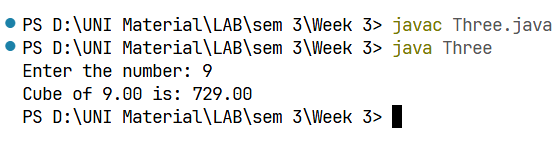 PS D:\UNI Material\LAB\sem 3\Week 3> javac Three.java
PS D:\UNI Material\LAB\sem 3\Week 3> java Three
Enter the number: 9
Cube of 9.00 is: 729.00
PS D:\UNI Material\LAB\sem 3\Week 3>